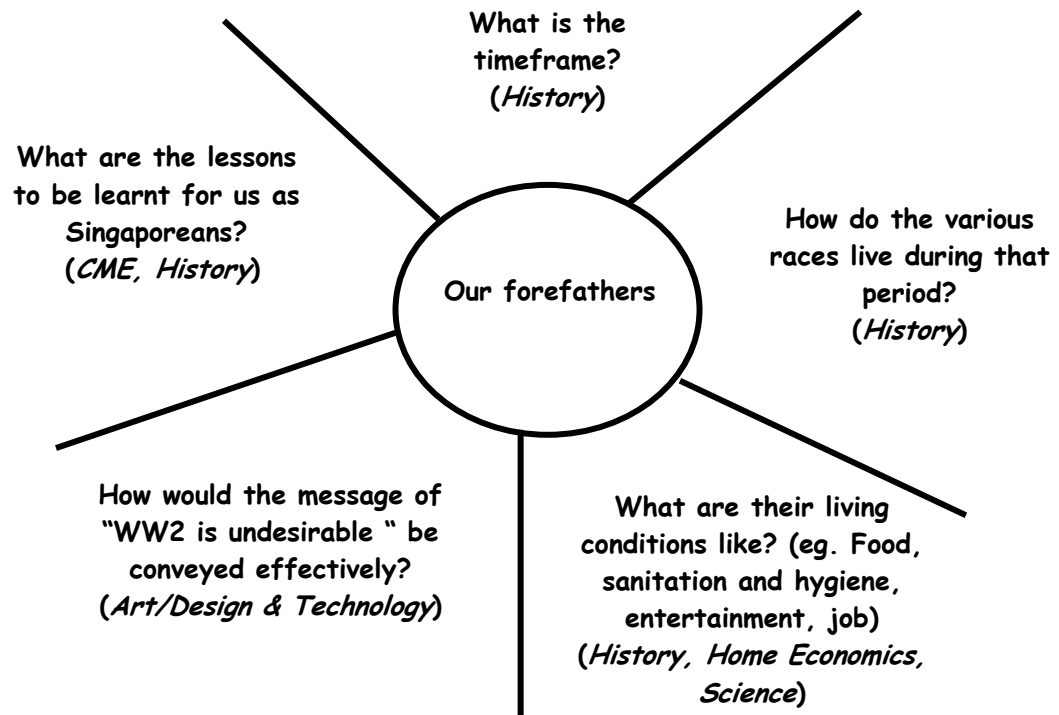 What is the
timeframe?
(History)
What are the lessons
to be learnt for us as
Singaporeans?
(CME, History)
How do the various
races live during that
period?
(History)
Our forefathers
How would the message of
“WW2 is undesirable “ be
conveyed effectively?
(Art/Design & Technology)
What are their living
conditions like? (eg. Food,
sanitation and hygiene,
entertainment, job)
(History, Home Economics,
Science)